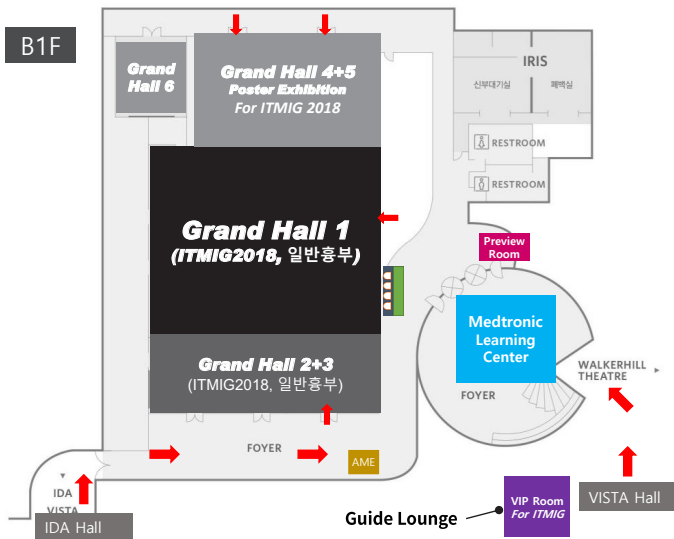 B1F
Grand
Hall 6
Grand Hall 4+5
Poster Exhibition
For ITMIG 2018
IRIS
신부대기실
폐백실
RESTROOM
RESTROOM
Grand Hall 1
(ITMIG2018, 일반흉부)
Preview
Room
Medtronic
Learning
Center
WALKERHILL
THEATRE
FOYER
Grand Hall 2+3
(ITMIG2018, 일반흉부)
FOYER
AME
IDA
VISTA
IDA Hall
Guide Lounge
VIP Room
For ITMIG
VISTA Hall